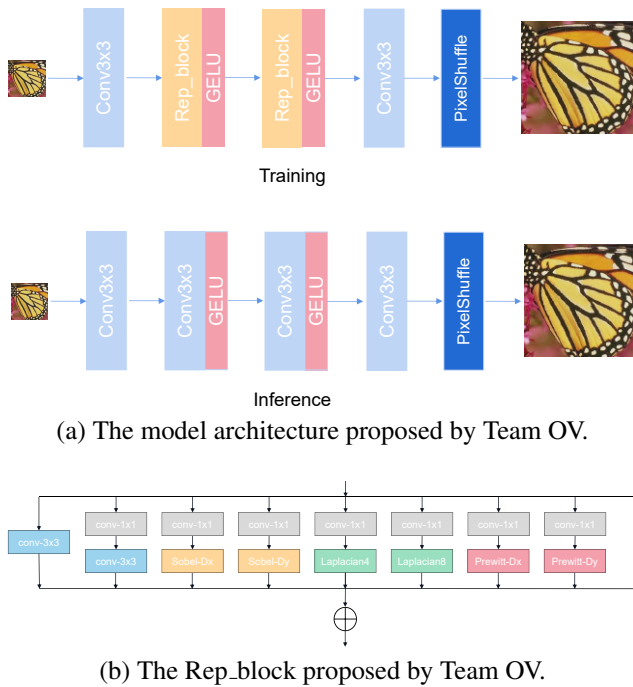 Conv3x3 Rep_block GELU Rep_block GELU Conv3x3 PixelShuffle
Training
Conv3x3 Conv3x3 GELU Conv3x3 GELU Conv3x3 PixelShuffle
Inference
(a) The model architecture proposed by Team OV.
conv-1x1 conv-1x1 conv-1x1 conv-1x1 conv-1x1 conv-1x1 conv-1x1
conv-3x3 conv-3x3 Sobel-Dx Sobel-Dy Laplacian4 Laplacian8 Prewitt-Dx Prewitt-Dy
(b) The Rep_block proposed by Team OV.